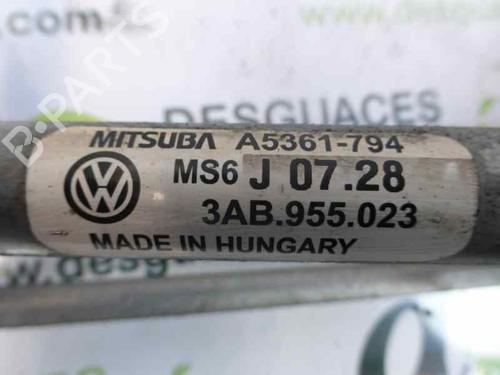 DESGUACES
B-PARTS
MITSUBA A5361-794
MS6 J 07.28
3AB.955.023
MADE IN HUNGARY